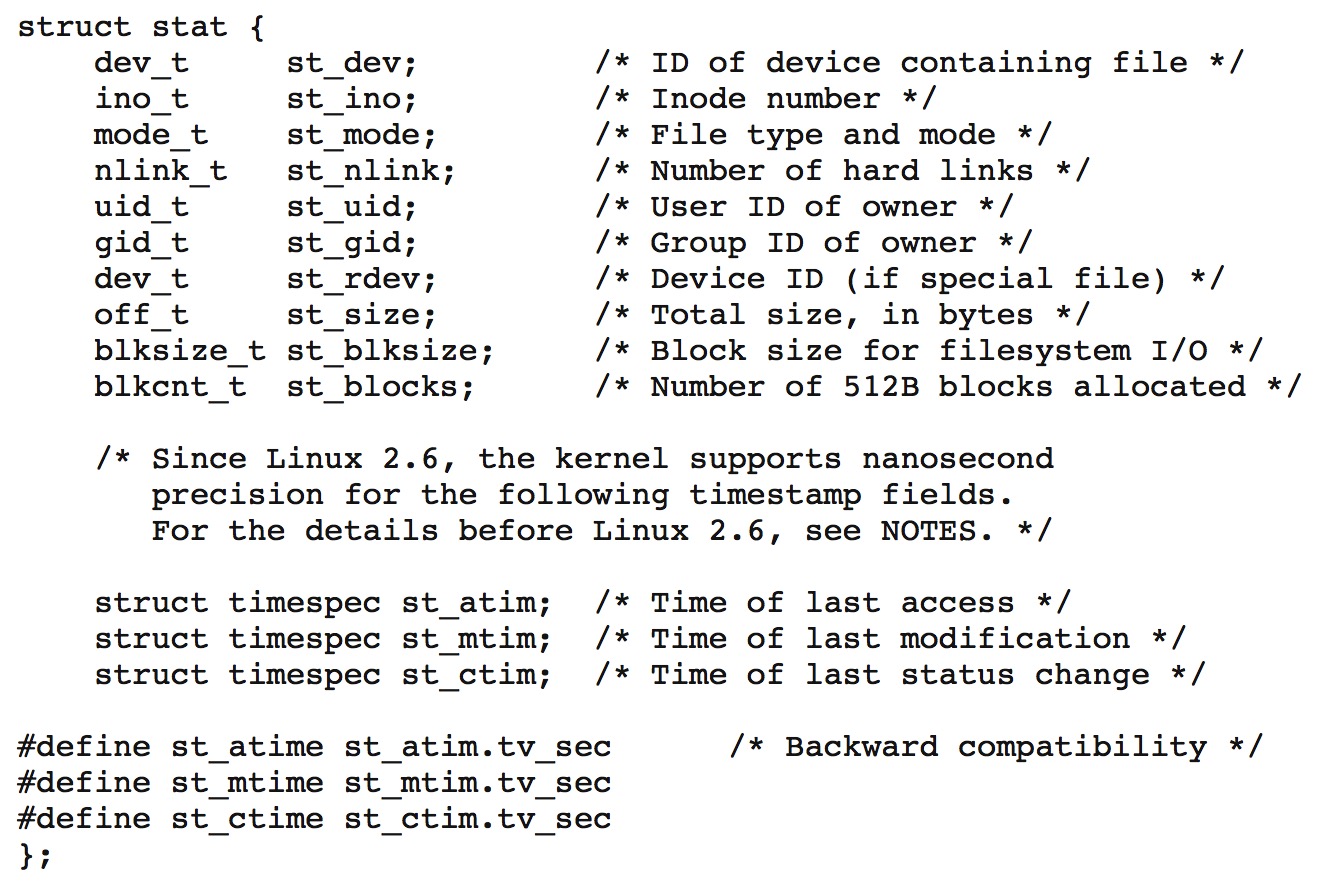 struct stat {
    dev_t     st_dev;         /* ID of device containing file */
    ino_t     st_ino;         /* Inode number */
    mode_t    st_mode;        /* File type and mode */
    nlink_t   st_nlink;       /* Number of hard links */
    uid_t     st_uid;         /* User ID of owner */
    gid_t     st_gid;         /* Group ID of owner */
    dev_t     st_rdev;        /* Device ID (if special file) */
    off_t     st_size;        /* Total size, in bytes */
    blksize_t st_blksize;     /* Block size for filesystem I/O */
    blkcnt_t  st_blocks;      /* Number of 512B blocks allocated */

    /* Since Linux 2.6, the kernel supports nanosecond
       precision for the following timestamp fields.
       For the details before Linux 2.6, see NOTES. */

    struct timespec st_atim;  /* Time of last access */
    struct timespec st_mtim;  /* Time of last modification */
    struct timespec st_ctim;  /* Time of last status change */

#define st_atime st_atim.tv_sec      /* Backward compatibility */
#define st_mtime st_mtim.tv_sec
#define st_ctime st_ctim.tv_sec
};